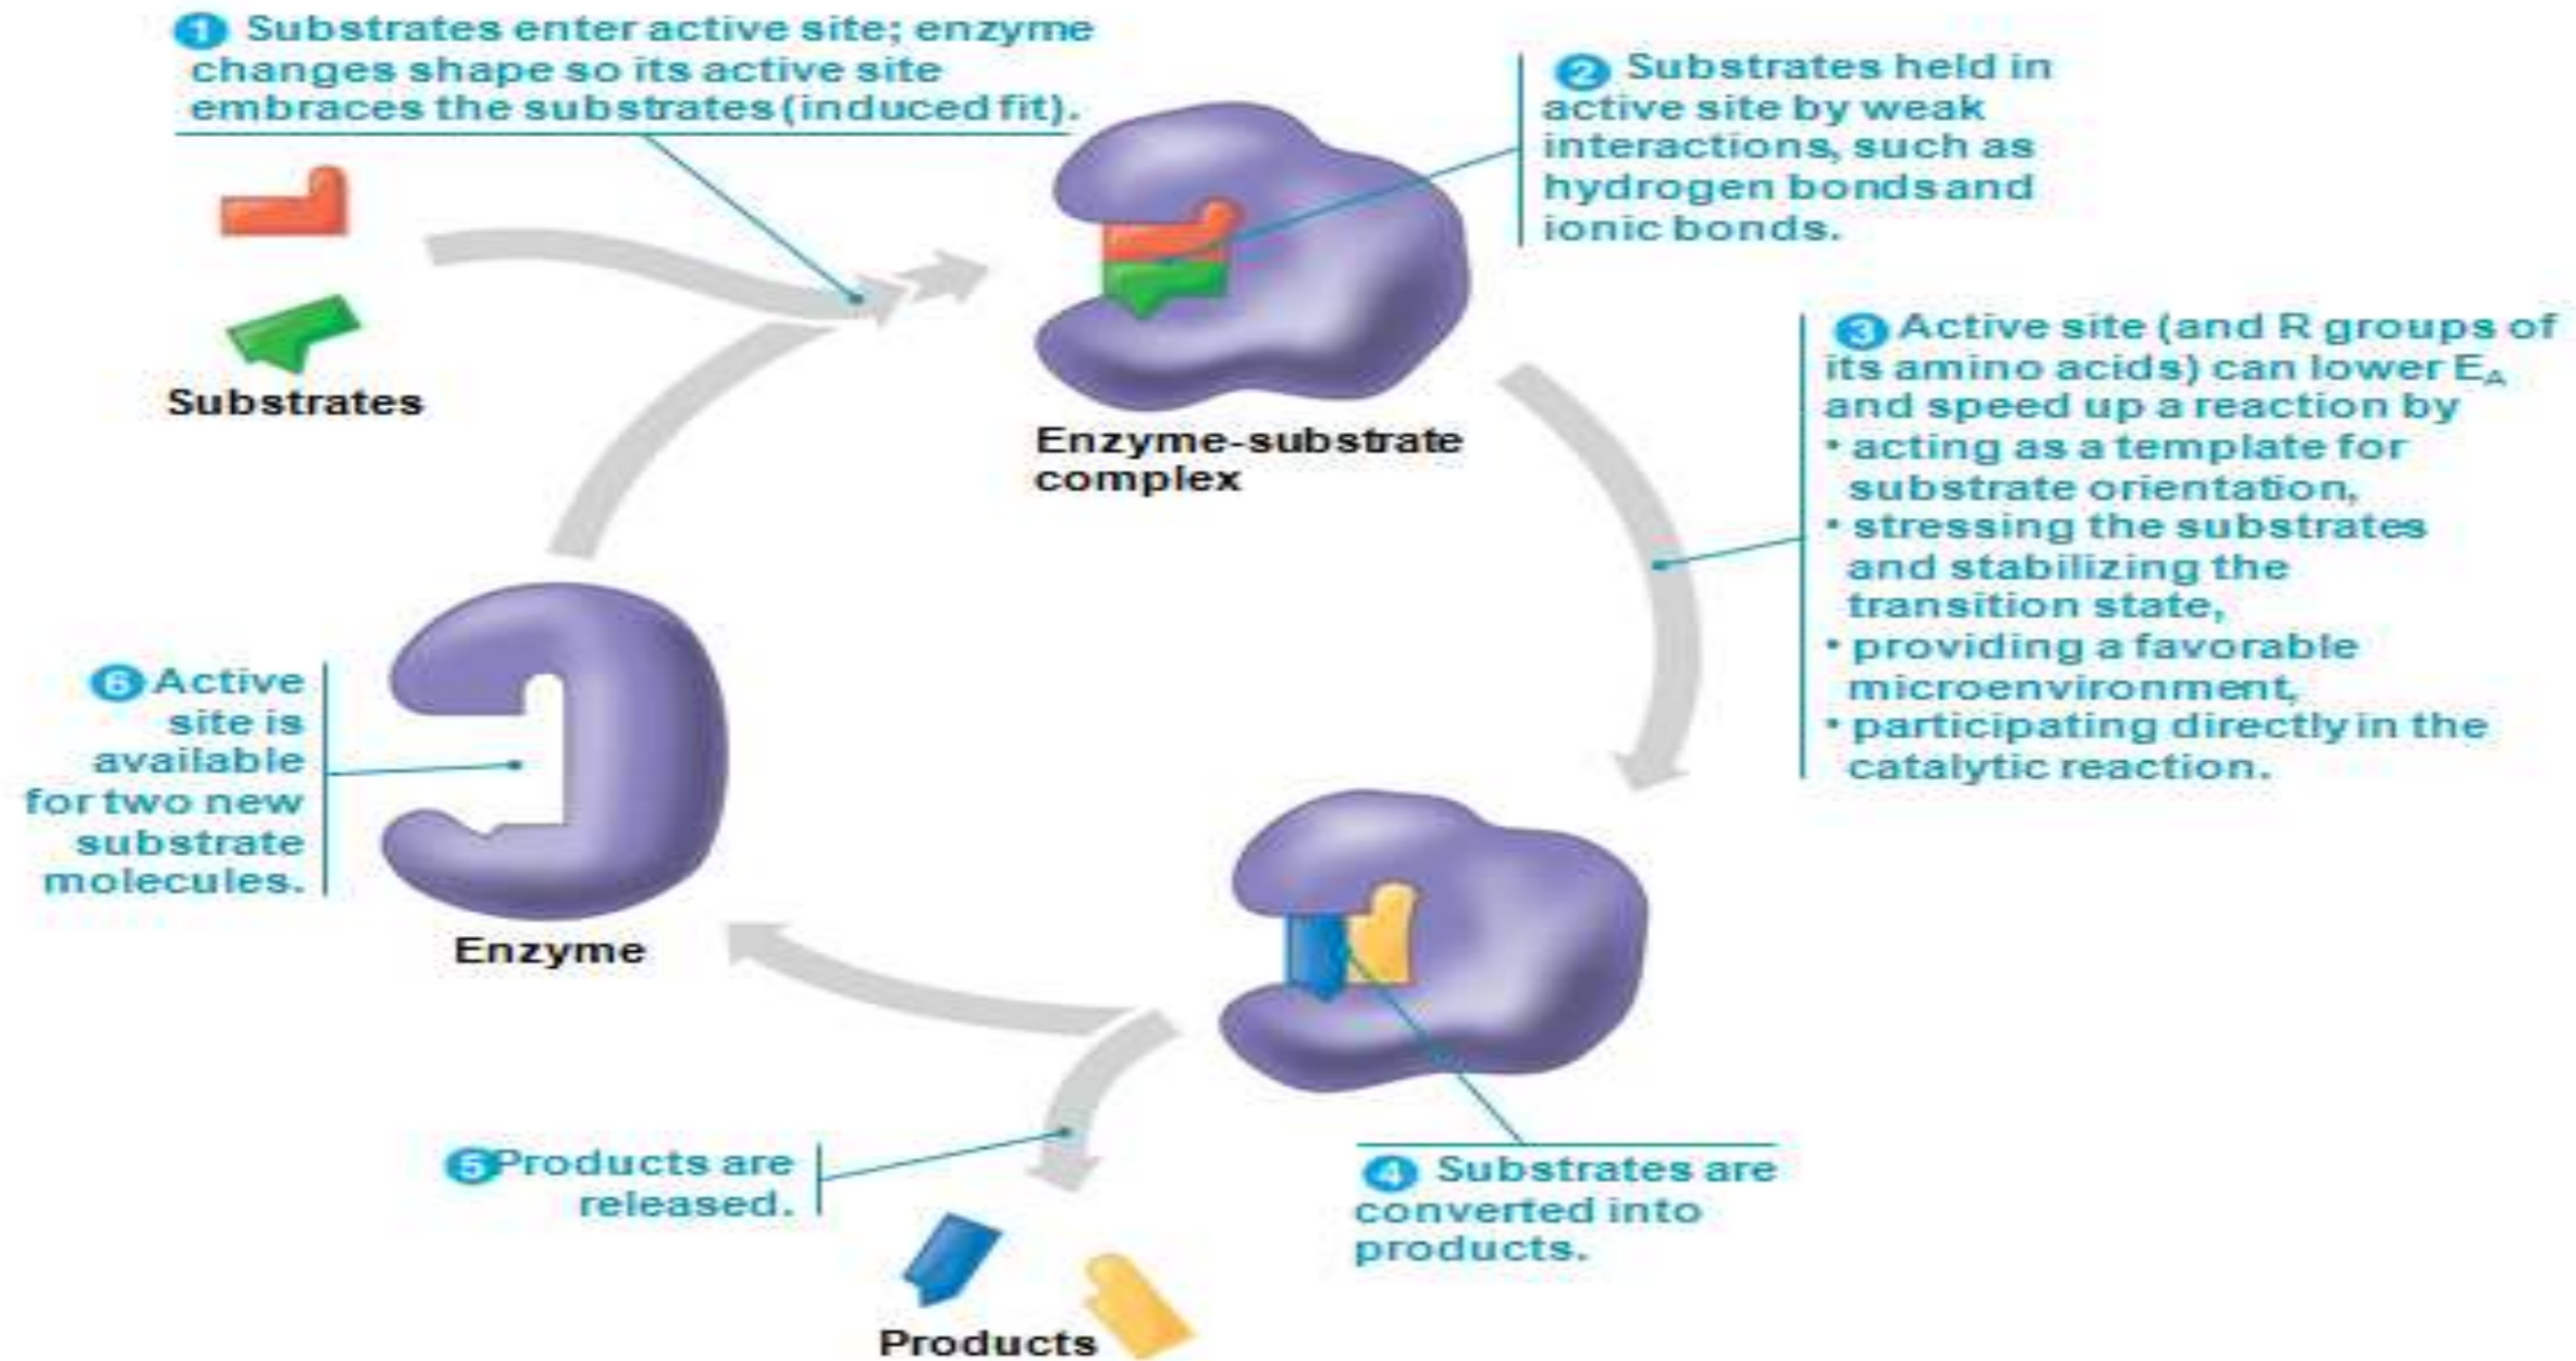 1 Substrates enter active site; enzyme
changes shape so its active site
embraces the substrates (induced fit).
Substrates
2 Substrates held in
active site by weak
interactions, such as
hydrogen bonds and
ionic bonds.
Enzyme-substrate
complex
3 Active site (and R groups of
its amino acids) can lower EA
and speed up a reaction by
• acting as a template for
substrate orientation,
• stressing the substrates
and stabilizing the
transition state,
• providing a favorable
microenvironment,
• participating directly in the
catalytic reaction.
4 Substrates are
converted into
products.
5 Products are
released.
Products
6 Active
site is
available
for two new
substrate
molecules.
Enzyme